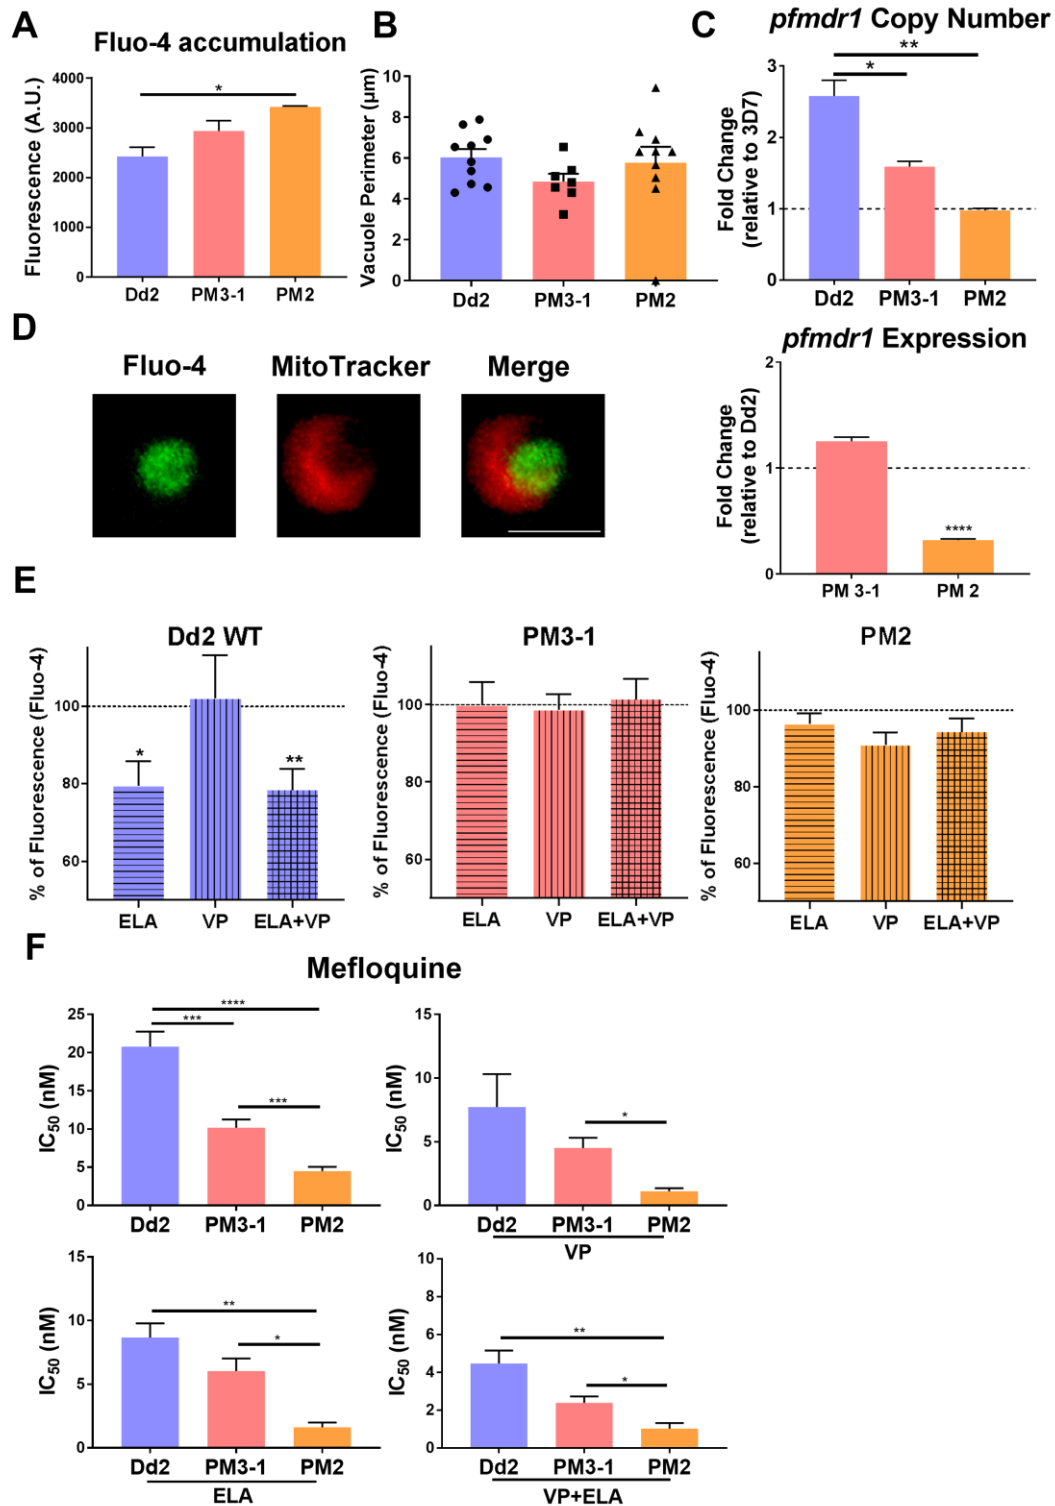 A
Fluo-4 accumulation
Fluorescence (A.U.)
4000
3000
2000
1000
0
*
Dd2 PM3-1 PM2
B
Vacuole Perimeter (µm)
10
8
6
4
2
0
Dd2 PM3-1 PM2
C
pfmdr1 Copy Number
Fold Change
(relative to 3D7)
3
2
1
0
**
*
Dd2 PM3-1 PM2
pfmdr1 Expression
Fold Change
(relative to Dd2)
2
1
0
****
PM 3-1 PM 2
D
Fluo-4 MitoTracker Merge
E
Dd2 WT
% of Fluorescence (Fluo-4)
100
80
60
*
**
ELA VP ELA+VP
PM3-1
% of Fluorescence (Fluo-4)
100
80
60
ELA VP ELA+VP
PM2
% of Fluorescence (Fluo-4)
100
80
60
ELA VP ELA+VP
F
Mefloquine
IC50 (nM)
25
20
15
10
5
0
****
***
***
Dd2 PM3-1 PM2
IC50 (nM)
15
10
5
0
*
Dd2 PM3-1 PM2
VP
IC50 (nM)
15
10
5
0
**
*
Dd2 PM3-1 PM2
ELA
IC50 (nM)
10
8
6
4
2
0
**
*
Dd2 PM3-1 PM2
VP+ELA